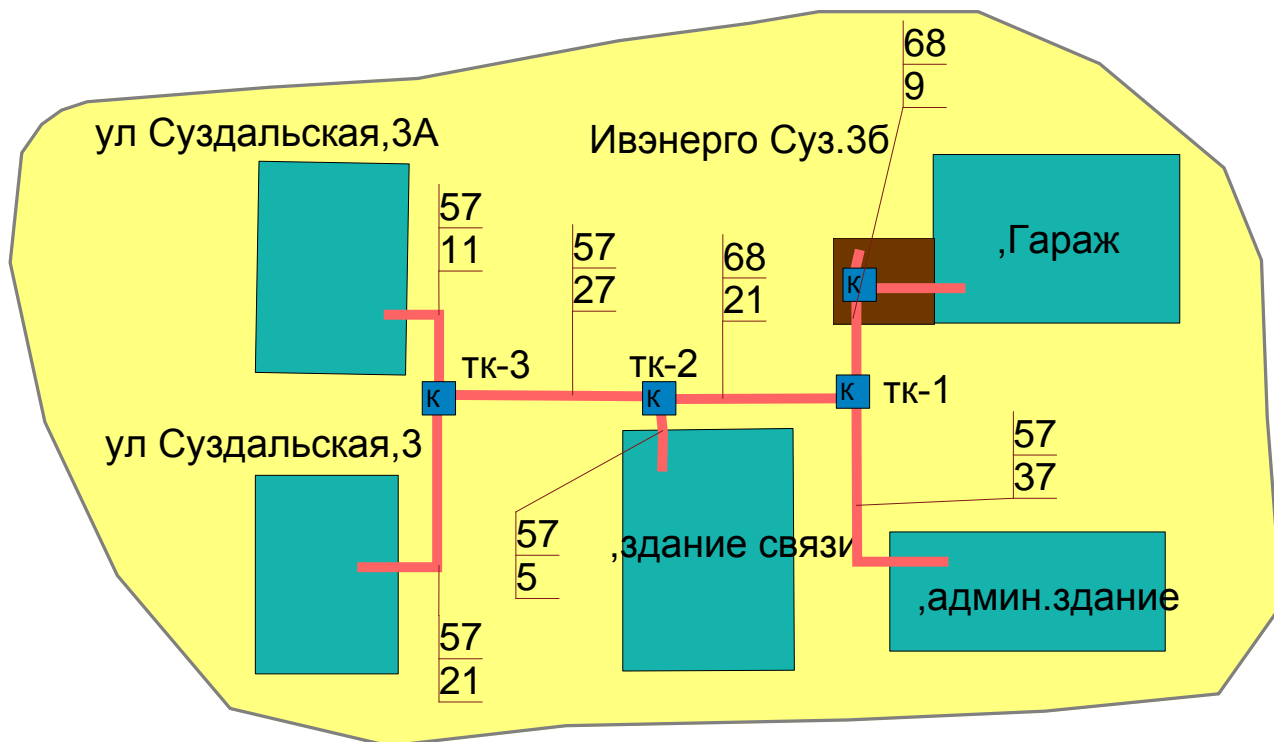 68
9
ул Суздальская,3А
Ивэнерго Суз.3б
57
11
57
27
68
21
,Гараж
К
тк-3
тк-2
тк-1
К
К
К
ул Суздальская,3
57
37
57
5
,здание связи
,админ.здание
57
21